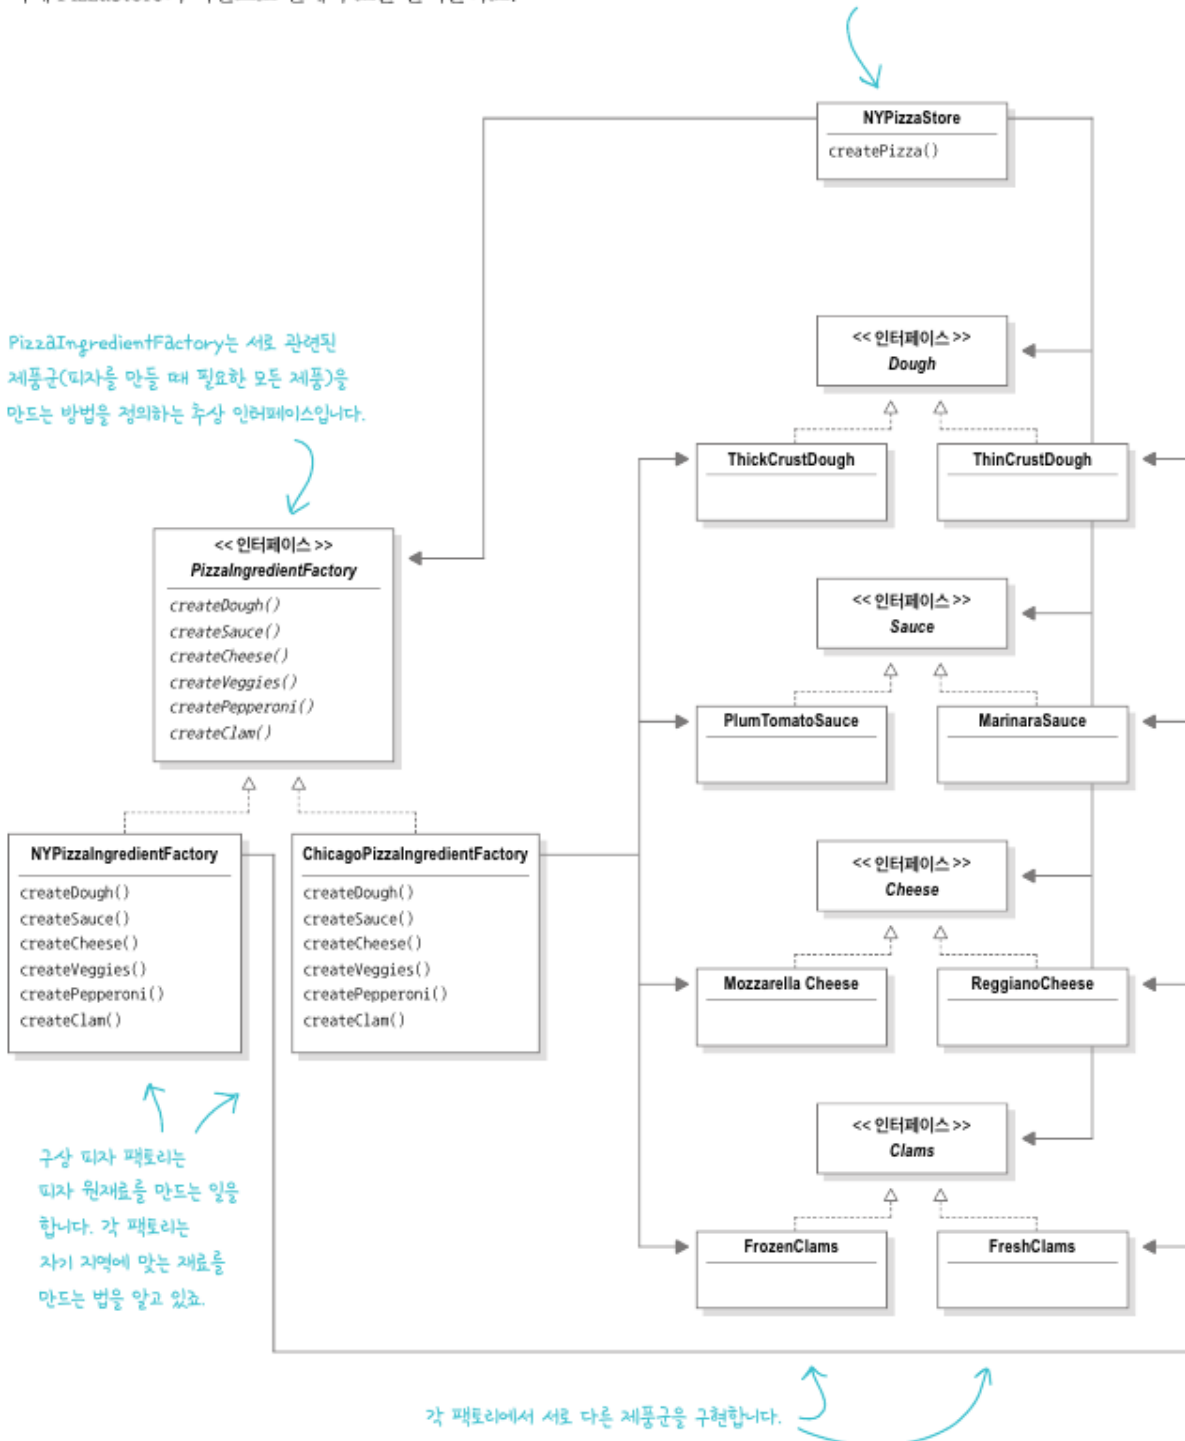 NYPizzaStore
createPizza()
PizzaIngredientFactory는 서로 관련된
제품군(피자를 만들 때 필요한 모든 제품)을
만드는 방법을 정의하는 추상 인터페이스입니다.
<< 인터페이스 >>
Dough
ThickCrustDough
ThinCrustDough
<< 인터페이스 >>
PizzaIngredientFactory
createDough()
createSauce()
createCheese()
createVeggies()
createPepperoni()
createClam()
<< 인터페이스 >>
Sauce
PlumTomatoSauce
MarinaraSauce
NYPizzaIngredientFactory
createDough()
createSauce()
createCheese()
createVeggies()
createPepperoni()
createClam()
ChicagoPizzaIngredientFactory
createDough()
createSauce()
createCheese()
createVeggies()
createPepperoni()
createClam()
<< 인터페이스 >>
Cheese
Mozzarella Cheese
ReggianoCheese
<< 인터페이스 >>
Clams
FrozenClams
FreshClams
구상 피자 팩토리는
피자 원재료를 만드는 일을
합니다. 각 팩토리는
자기 지역에 맞는 재료를
만드는 법을 알고 있죠.
각 팩토리에서 서로 다른 제품군을 구현합니다.